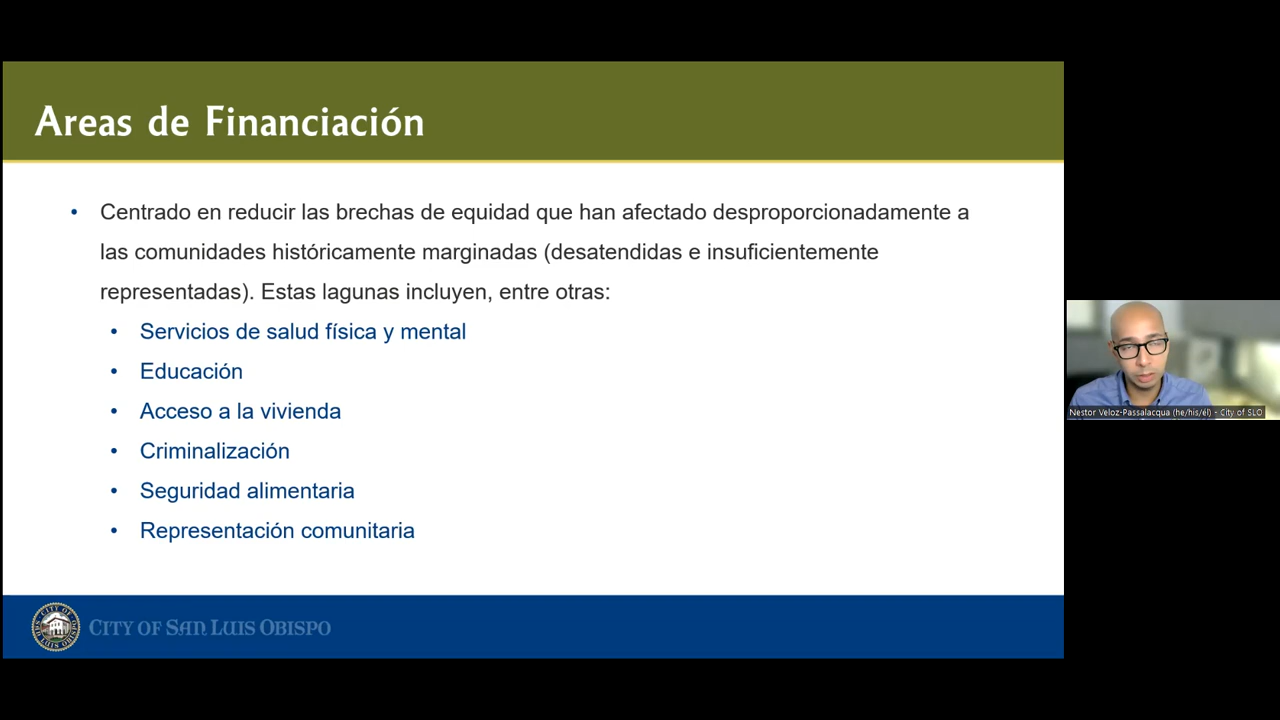 Areas de Financiación
• Centrado en reducir las brechas de equidad que han afectado desproporcionadamente a
las comunidades históricamente marginadas (desatendidas e insuficientemente
representadas). Estas lagunas incluyen, entre otras:
• Servicios de salud física y mental
• Educación
• Acceso a la vivienda
• Criminalización
• Seguridad alimentaria
• Representación comunitaria
Nestor Veloz-Passalacqua (he/his/él) - City of SLO
CITY OF SAN LUIS OBISPO